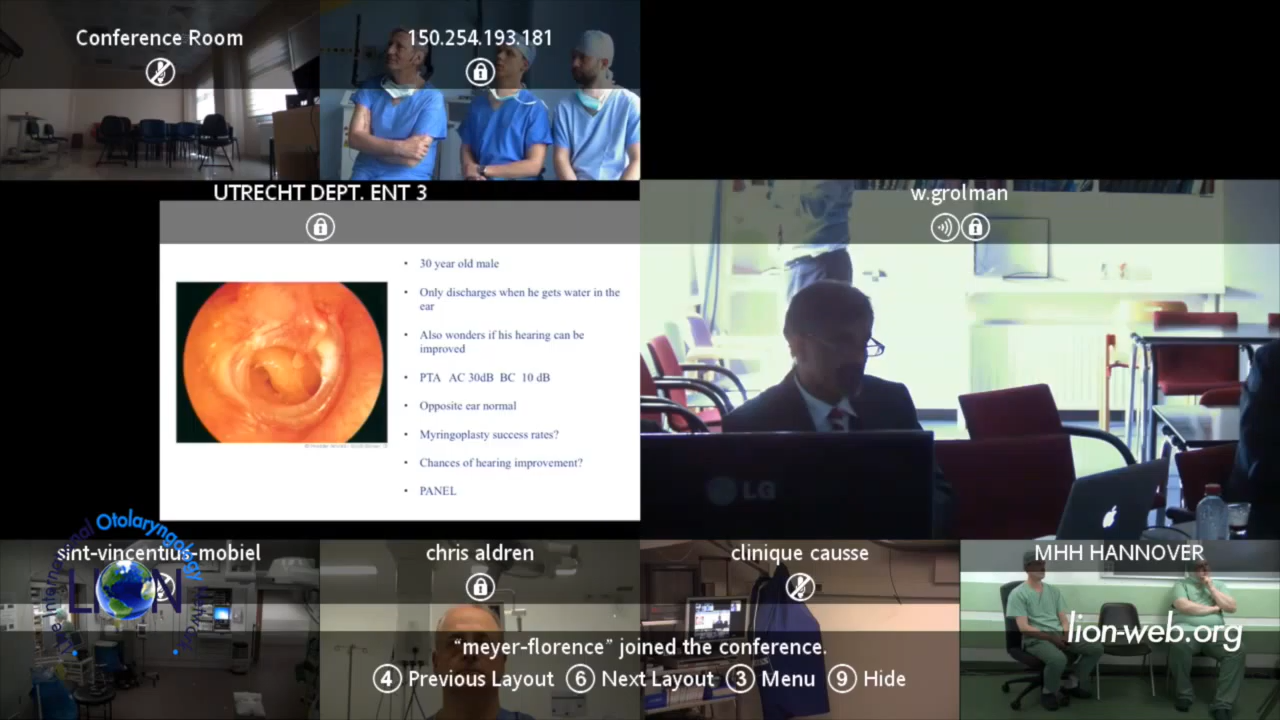 Conference Room
150.254.193.181
UTRECHT DEPT. ENT 3
w.grolman
• 30 year old male
• Only discharges when he gets water in the
ear
• Also wonders if his hearing can be
improved
• PTA AC 30dB BC 10 dB
• Opposite ear normal
• Myringoplasty success rates?
• Chances of hearing improvement?
• PANEL
LG
sint-vincentius-mobiel
chris aldren
clinique causse
MHH HANNOVER
The International Otolaryngology Network
LION
lion-web.org
“meyer-florence” joined the conference.
4 Previous Layout 6 Next Layout 3 Menu 9 Hide